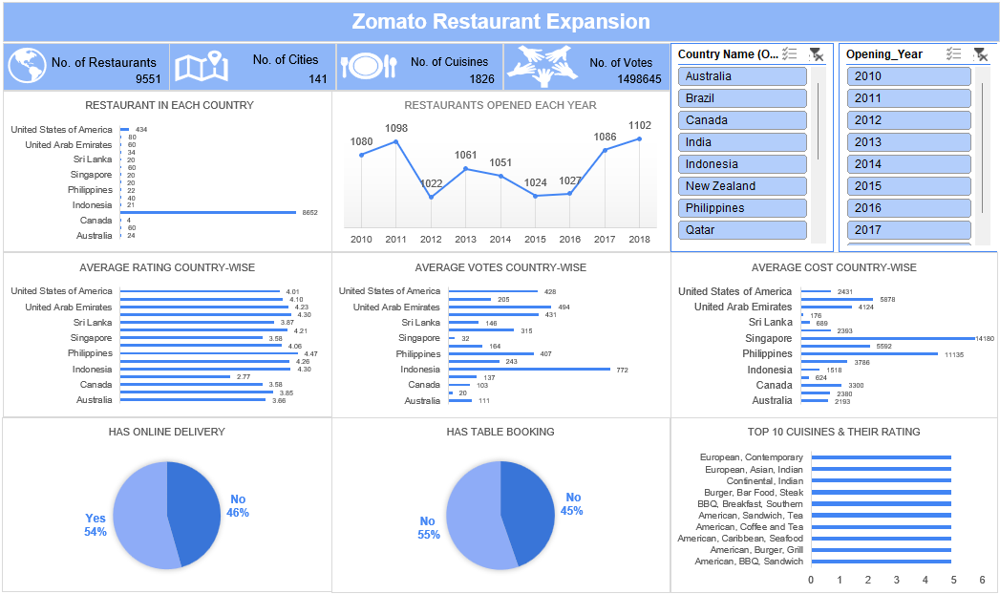 Zomato Restaurant Expansion
No. of Restaurants
9551
No. of Cities
141
No. of Cuisines
1826
No. of Votes
1498645
Country Name (O...
Australia
Brazil
Canada
India
Indonesia
New Zealand
Philippines
Qatar
Opening_Year
2010
2011
2012
2013
2014
2015
2016
2017
RESTAURANT IN EACH COUNTRY
United States of America 434
80
United Arab Emirates 60
34
Sri Lanka 20
60
Singapore 20
20
Philippines 22
40
Indonesia 21
8652
Canada 4
60
Australia 24
RESTAURANTS OPENED EACH YEAR
1080 1098 1022 1061 1051 1024 1027 1086 1102
2010 2011 2012 2013 2014 2015 2016 2017 2018
AVERAGE RATING COUNTRY-WISE
United States of America 4.01
4.10
United Arab Emirates 4.23
4.30
Sri Lanka 3.87
4.21
Singapore 3.58
4.06
Philippines 4.47
4.26
Indonesia 4.30
2.77
Canada 3.58
3.85
Australia 3.66
AVERAGE VOTES COUNTRY-WISE
United States of America 428
205
United Arab Emirates 494
431
Sri Lanka 146
315
Singapore 32
164
Philippines 407
243
Indonesia 772
137
Canada 103
20
Australia 111
AVERAGE COST COUNTRY-WISE
United States of America 2431
5878
United Arab Emirates 4124
176
Sri Lanka 689
2393
Singapore 14180
5592
Philippines 11135
3786
Indonesia 1518
624
Canada 3300
2380
Australia 2193
HAS ONLINE DELIVERY
No
46%
Yes
54%
HAS TABLE BOOKING
No
45%
No
55%
TOP 10 CUISINES & THEIR RATING
European, Contemporary
European, Asian, Indian
Continental, Indian
Burger, Bar Food, Steak
BBQ, Breakfast, Southern
American, Sandwich, Tea
American, Coffee and Tea
American, Caribbean, Seafood
American, Burger, Grill
American, BBQ, Sandwich
0 1 2 3 4 5 6